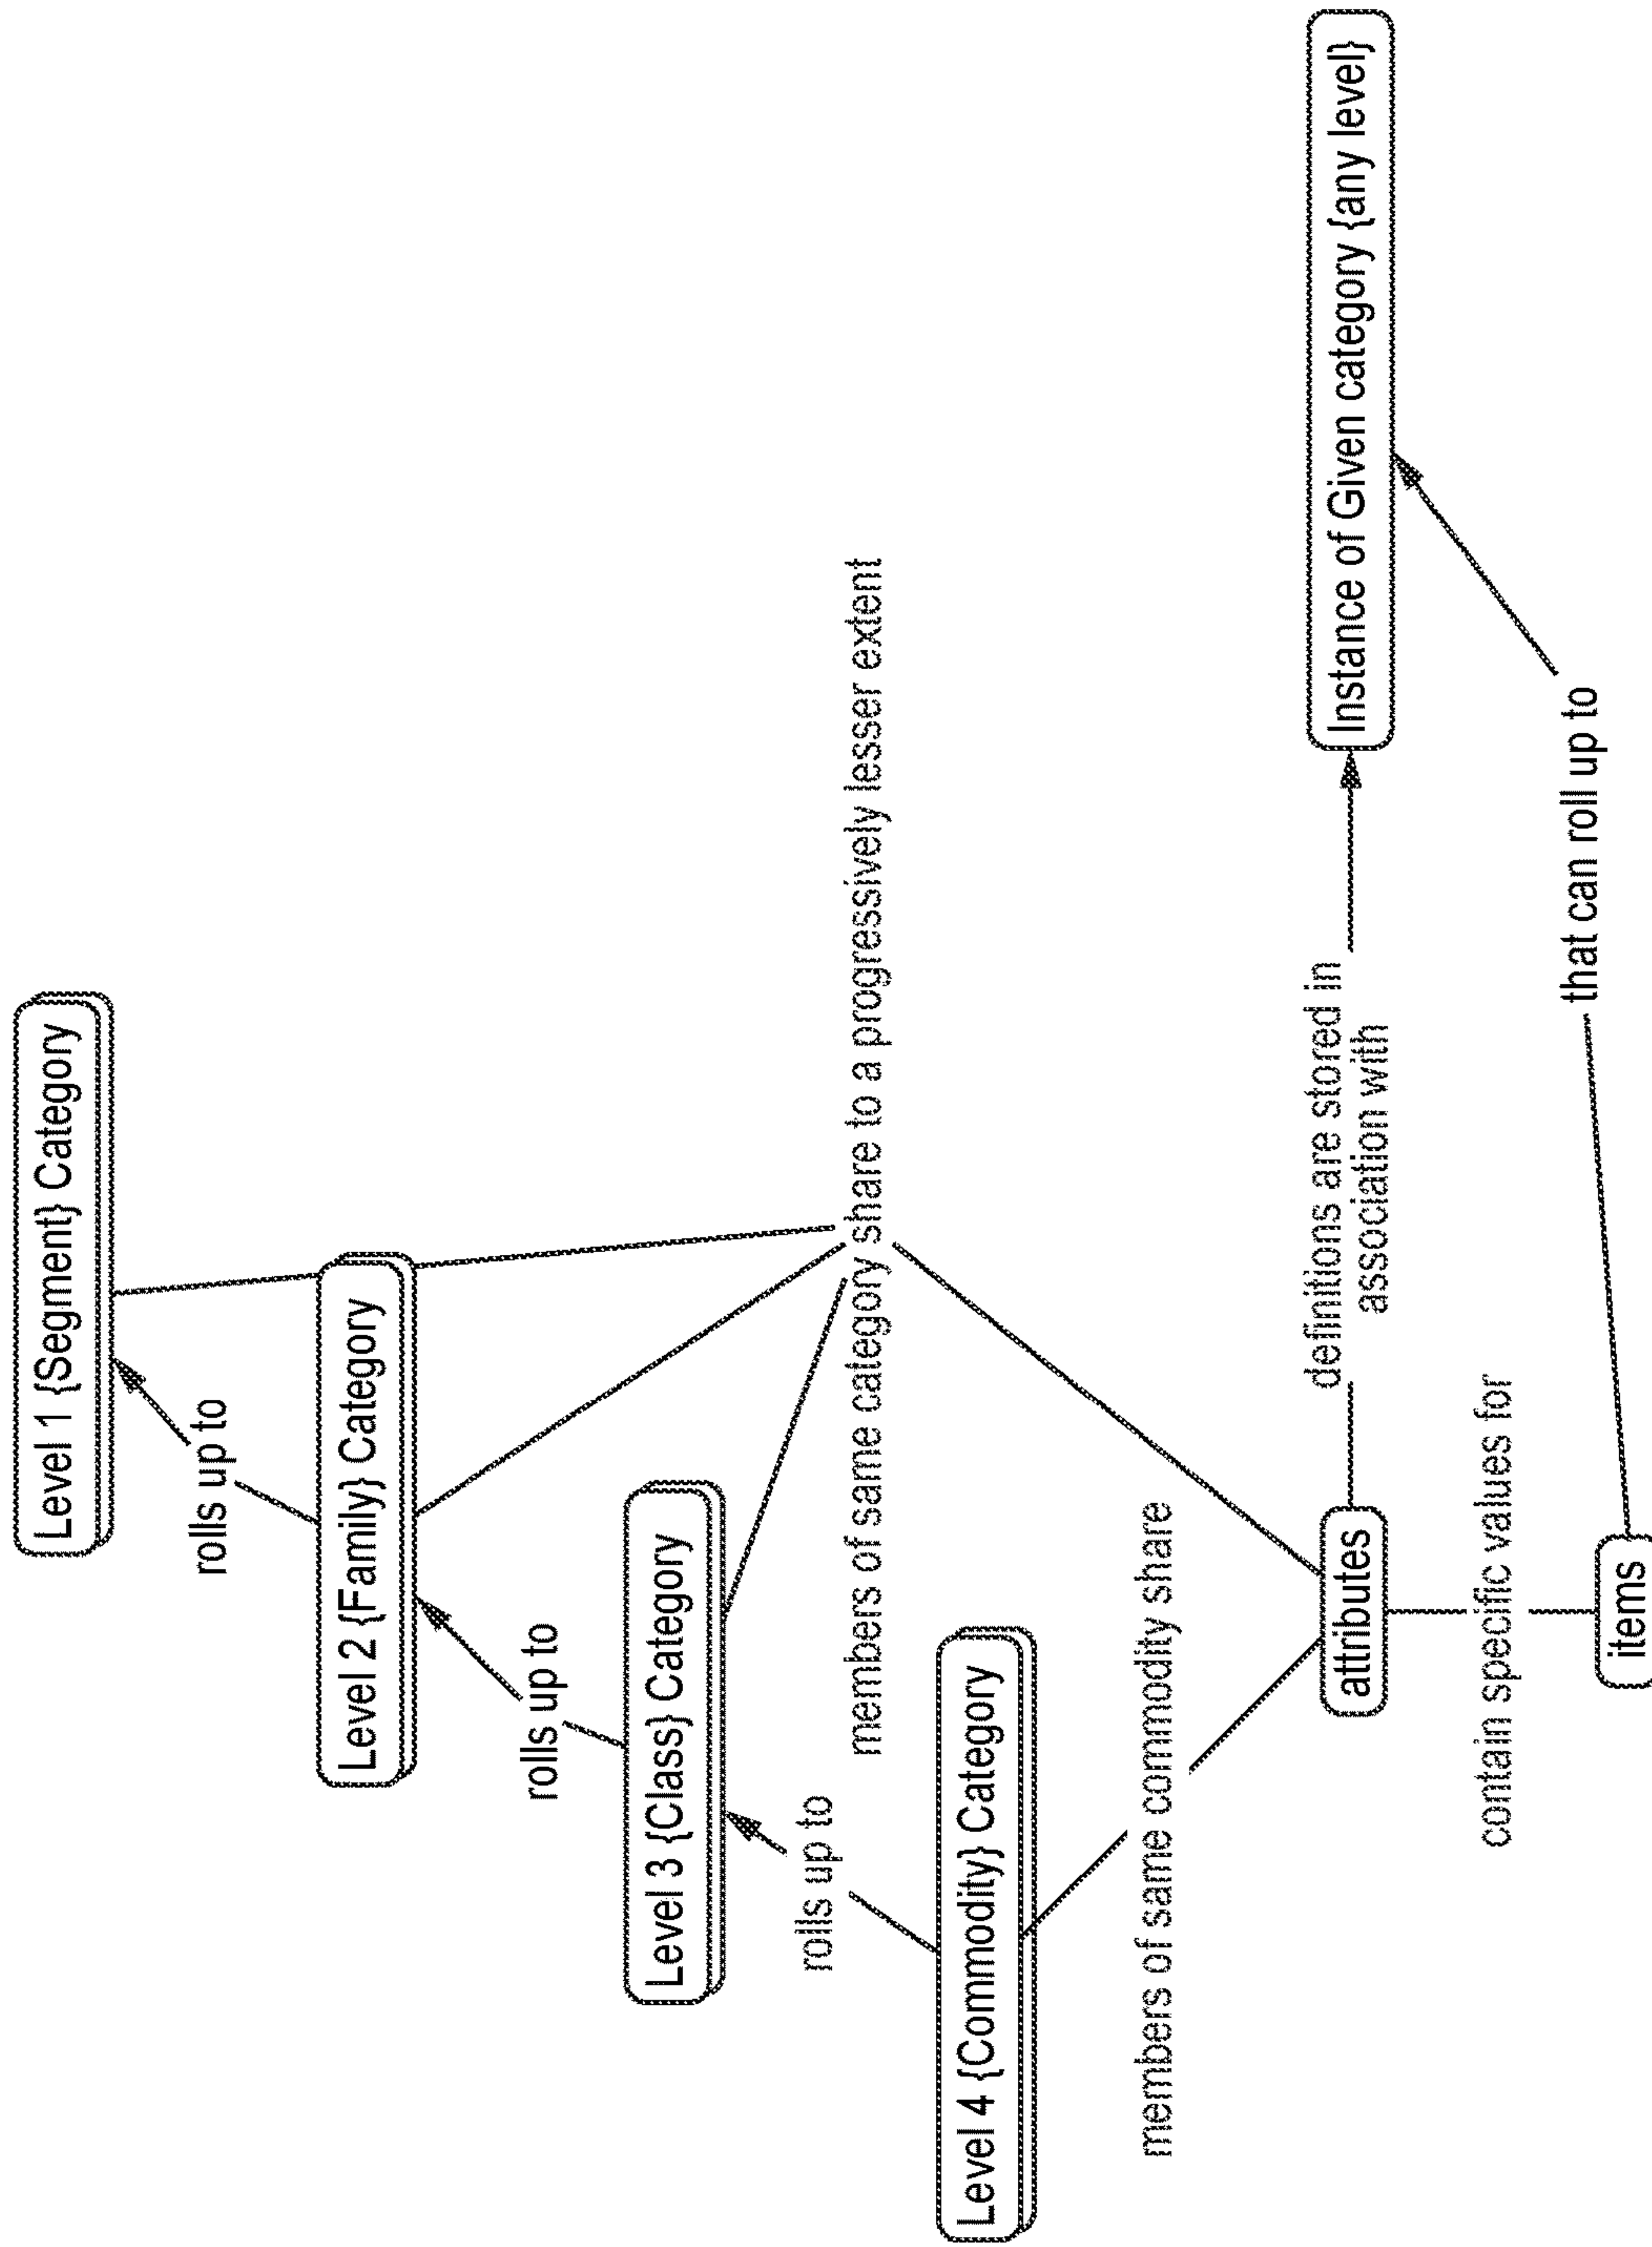 Level 1 {Segment} Category
rolls up to
Level 2 {Family} Category
rolls up to
Level 3 {Class} Category
rolls up to
members of same category share to a progressively lesser extent
Level 4 {Commodity} Category
members of same commodity share
attributes
definitions are stored in
association with
Instance of Given category {any level}
contain specific values for
items
that can roll up to